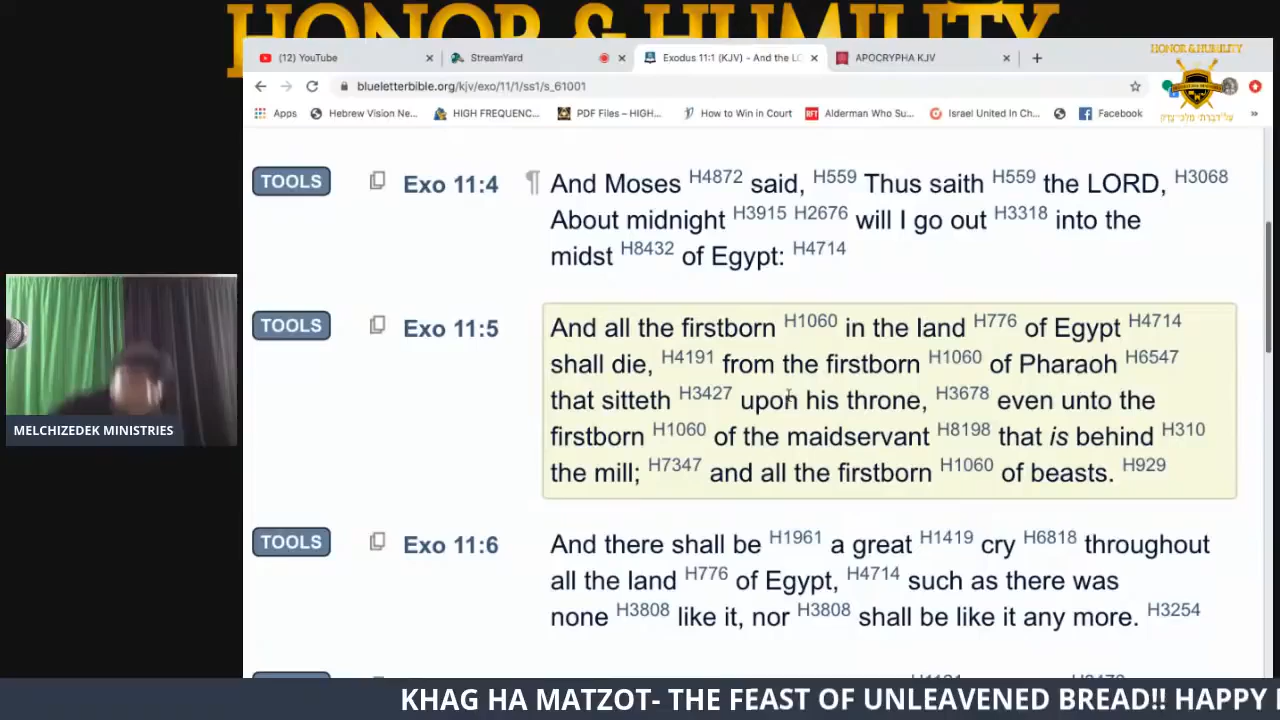 HONOR & HUMILITY
(12) YouTube
StreamYard
Exodus 11:1 (KJV) - And the LO
APOCRYPHA KJV
HONOR & HUMILITY
blueletterbible.org/kjv/exo/11/1/ss1/s_61001
Apps
Hebrew Vision Ne...
HIGH FREQUENC...
PDF Files – HIGH...
How to Win in Court
Alderman Who Su...
Israel United In Ch...
Facebook
»
TOOLS
Exo 11:4
¶ And Moses H4872 said, H559 Thus saith H559 the LORD, H3068
About midnight H3915 H2676 will I go out H3318 into the
midst H8432 of Egypt: H4714
TOOLS
Exo 11:5
And all the firstborn H1060 in the land H776 of Egypt H4714
shall die, H4191 from the firstborn H1060 of Pharaoh H6547
that sitteth H3427 upon his throne, H3678 even unto the
firstborn H1060 of the maidservant H8198 that is behind H310
the mill; H7347 and all the firstborn H1060 of beasts. H929
TOOLS
Exo 11:6
And there shall be H1961 a great H1419 cry H6818 throughout
all the land H776 of Egypt, H4714 such as there was
none H3808 like it, nor H3808 shall be like it any more. H3254
MELCHIZEDEK MINISTRIES
KHAG HA MATZOT- THE FEAST OF UNLEAVENED BREAD!! HAPPY